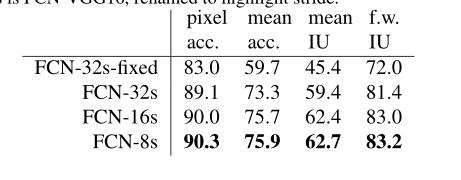 s is FCN-VGG16, renamed to highlight stride.
pixel mean mean f.w.
acc. acc. IU IU
FCN-32s-fixed 83.0 59.7 45.4 72.0
FCN-32s 89.1 73.3 59.4 81.4
FCN-16s 90.0 75.7 62.4 83.0
FCN-8s 90.3 75.9 62.7 83.2